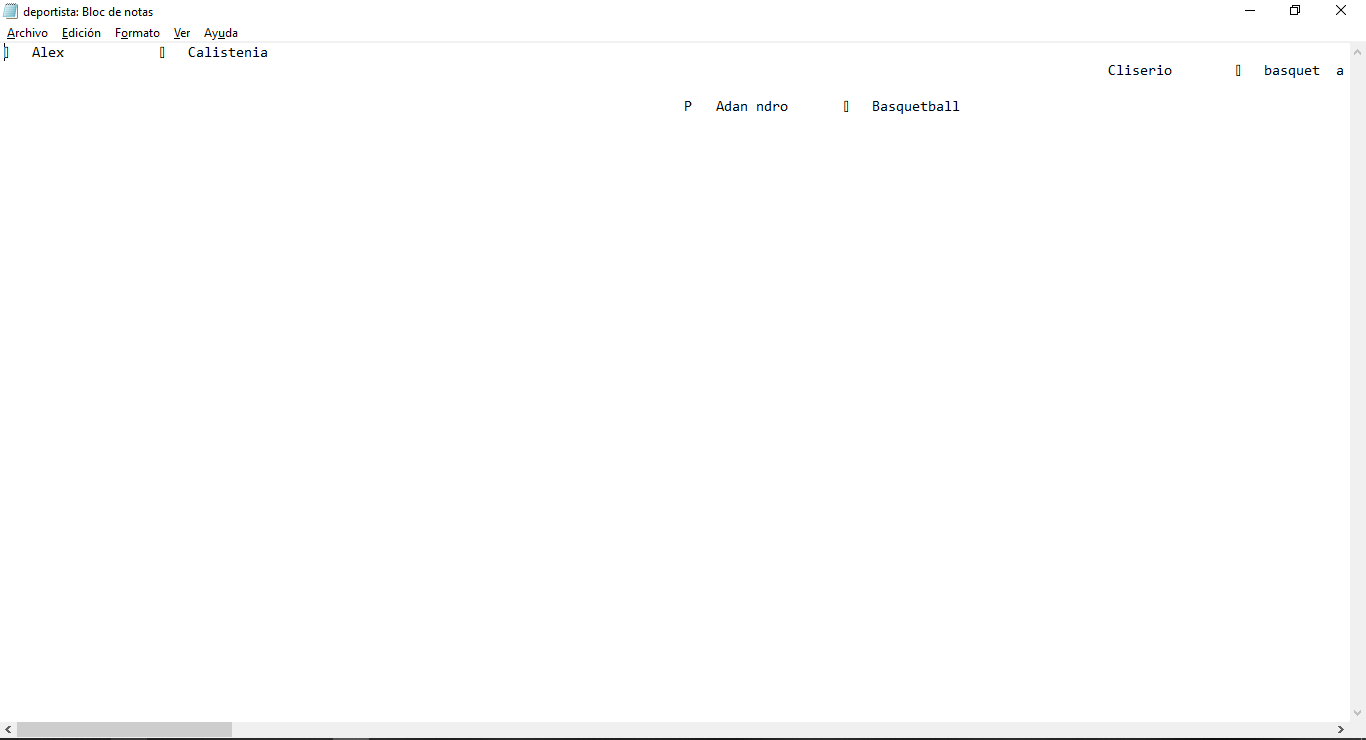 deportista: Bloc de notas
Archivo Edición Formato Ver Ayuda
Alex Calistenia
Cliserio basquet a
P Adan ndro Basquetball